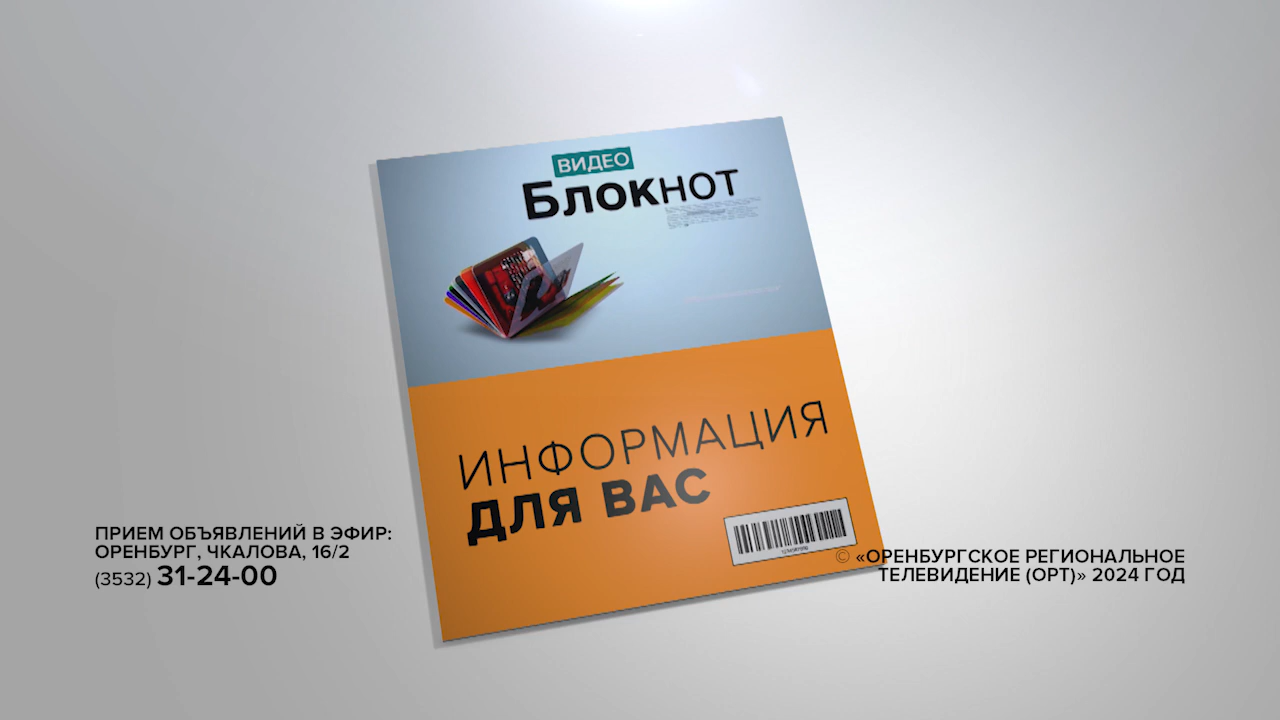 ВИДЕО
Блокнот
ИНФОРМАЦИЯ
ДЛЯ ВАС
ПРИЕМ ОБЪЯВЛЕНИЙ В ЭФИР:
ОРЕНБУРГ, ЧКАЛОВА, 16/2
(3532) 31-24-00
© «ОРЕНБУРГСКОЕ РЕГИОНАЛЬНОЕ
ТЕЛЕВИДЕНИЕ (ОРТ)» 2024 ГОД